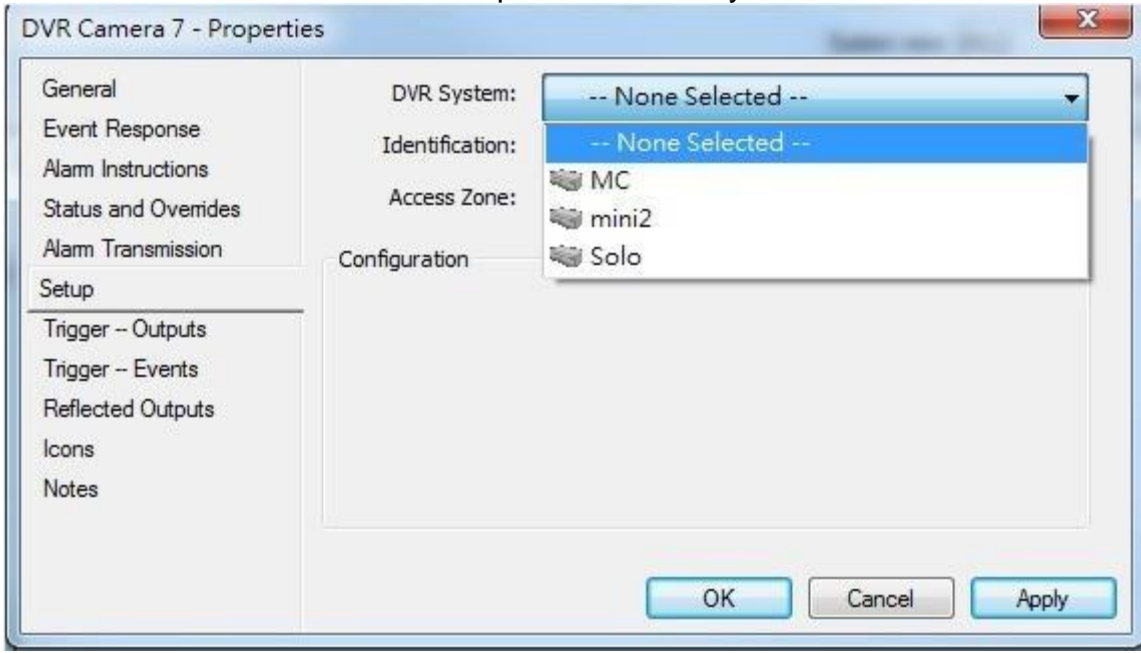 DVR Camera 7 - Properties
General
Event Response
Alarm Instructions
Status and Overrides
Alarm Transmission
Setup
Trigger -- Outputs
Trigger -- Events
Reflected Outputs
Icons
Notes
DVR System:
-- None Selected --
-- None Selected --
MC
mini2
Solo
Identification:
Access Zone:
Configuration
OK
Cancel
Apply